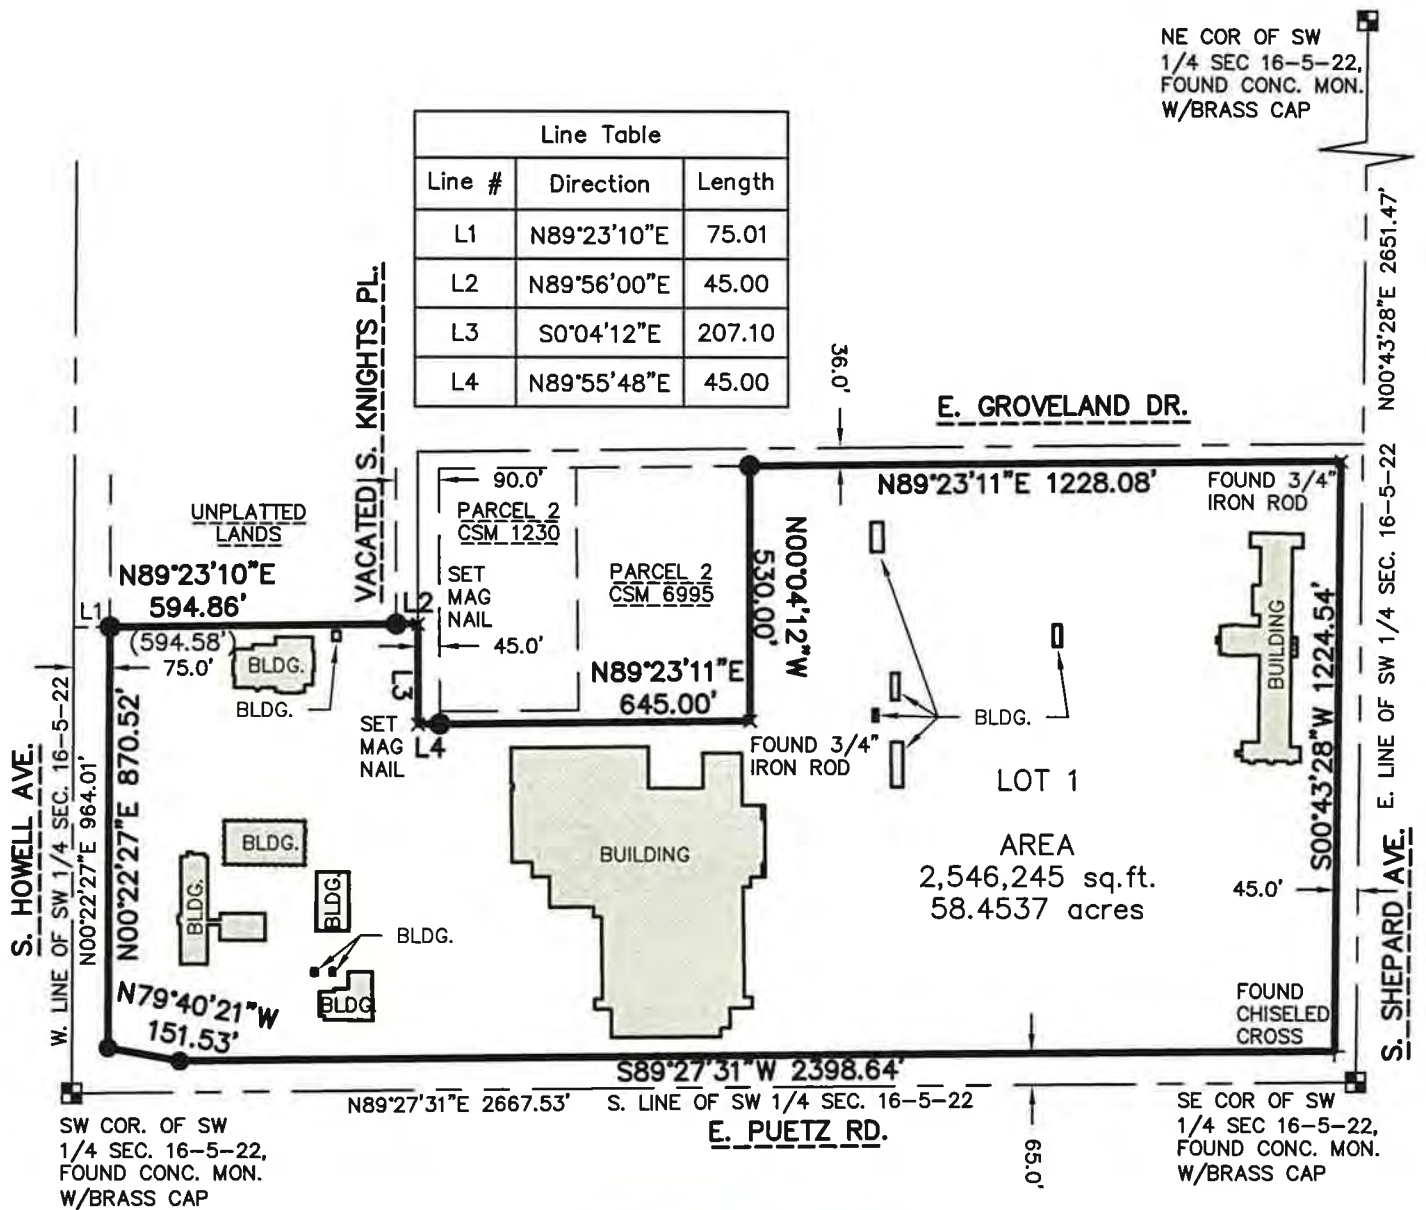 NE COR OF SW
1/4 SEC 16-5-22,
FOUND CONC. MON.
W/BRASS CAP
Line Table
Line # Direction Length
L1 N89°23'10"E 75.01
L2 N89°56'00"E 45.00
L3 S0°04'12"E 207.10
L4 N89°55'48"E 45.00
N00°43'28"E 2651.47'
E. LINE OF SW 1/4 SEC. 16-5-22
VACATED S. KNIGHTS PL.
36.0'
E. GROVELAND DR.
90.0'
N89°23'11"E 1228.08'
FOUND 3/4"
IRON ROD
UNPLATTED
LANDS
PARCEL 2
CSM 1230
N89°23'10"E
594.86'
(594.58')
L1
75.0'
L2
SET
MAG
NAIL
PARCEL 2
CSM 6995
N00°04'12"W
530.00'
45.0'
L3
N89°23'11"E
645.00'
BLDG.
BLDG.
SET
MAG
NAIL
L4
FOUND 3/4"
IRON ROD
BLDG.
BUILDING
S00°43'28"W 1224.54'
LOT 1
AREA
2,546,245 sq.ft.
58.4537 acres
45.0'
S. HOWELL AVE.
W. LINE OF SW 1/4 SEC. 16-5-22
N00°22'27"E 964.01'
N00°22'27"E 870.52'
BUILDING
BLDG.
BLDG.
BLDG.
BLDG.
BLDG.
N79°40'21"W
151.53'
FOUND
CHISELED
CROSS
S. SHEPARD AVE.
S89°27'31"W 2398.64'
N89°27'31"E 2667.53' S. LINE OF SW 1/4 SEC. 16-5-22
E. PUETZ RD.
65.0'
SW COR. OF SW
1/4 SEC. 16-5-22,
FOUND CONC. MON.
W/BRASS CAP
SE COR OF SW
1/4 SEC 16-5-22,
FOUND CONC. MON.
W/BRASS CAP